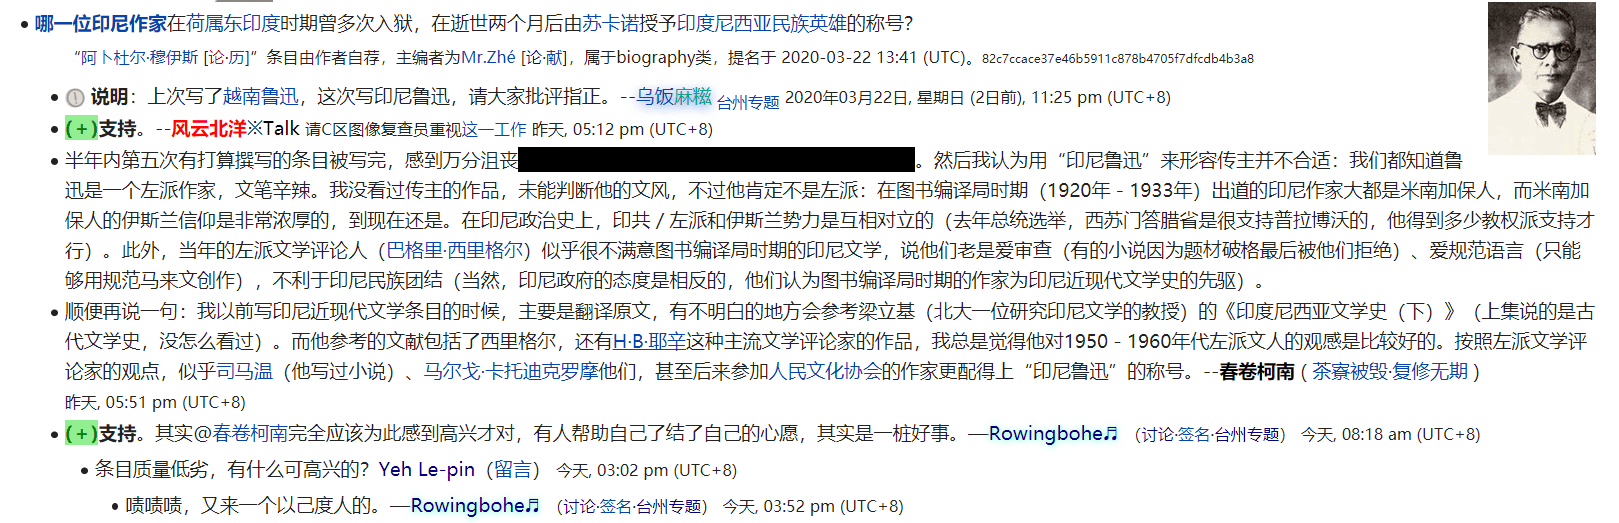 哪一位印尼作家在荷属东印度时期曾多次入狱，在逝世两个月后由苏卡诺授予印度尼西亚民族英雄的称号？
“阿卜杜尔·穆伊斯 [论·历]”条目由作者自荐，主编者为Mr.Zhé [论·献]，属于biography类，提名于 2020-03-22 13:41 (UTC)。82c7ccace37e46b5911c878b4705f7dfcdb4b3a8
说明：上次写了越南鲁迅，这次写印尼鲁迅，请大家批评指正。--乌饭麻糍 台州专题 2020年03月22日, 星期日 (2日前), 11:25 pm (UTC+8)
(＋)支持。--风云北洋※Talk 请C区图像复查员重视这一工作 昨天, 05:12 pm (UTC+8)
半年内第五次有打算撰写的条目被写完，感到万分沮丧。然后我认为用“印尼鲁迅”来形容传主并不合适：我们都知道鲁
迅是一个左派作家，文笔辛辣。我没看过传主的作品，未能判断他的文风，不过他肯定不是左派：在图书编译局时期（1920年 - 1933年）出道的印尼作家大都是米南加保人，而米南加
保人的伊斯兰信仰是非常浓厚的，到现在还是。在印尼政治史上，印共 / 左派和伊斯兰势力是互相对立的（去年总统选举，西苏门答腊省是很支持普拉博沃的，他得到多少教权派支持才
行）。此外，当年的左派文学评论人（巴格里·西里格尔）似乎很不满意图书编译局时期的印尼文学，说他们老是爱审查（有的小说因为题材破格最后被他们拒绝）、爱规范语言（只能
够用规范马来文创作），不利于印尼民族团结（当然，印尼政府的态度是相反的，他们认为图书编译局时期的作家为印尼近现代文学史的先驱）。
顺便再说一句：我以前写印尼近现代文学条目的时候，主要是翻译原文，有不明白的地方会参考梁立基（北大一位研究印尼文学的教授）的《印度尼西亚文学史（下）》（上集说的是古
代文学史，没怎么看过）。而他参考的文献包括了西里格尔，还有H·B·耶辛这种主流文学评论家的作品，我总是觉得他对1950 - 1960年代左派文人的观感是比较好的。按照左派文学评
论家的观点，似乎司马温（他写过小说）、马尔戈·卡托迪克罗摩他们，甚至后来参加人民文化协会的作家更配得上“印尼鲁迅”的称号。--春卷柯南 ( 茶寮被毁·复修无期 )
昨天, 05:51 pm (UTC+8)
(＋)支持。其实@春卷柯南完全应该为此感到高兴才对，有人帮助自己了结了自己的心愿，其实是一桩好事。—Rowingbohe♬ （讨论·签名·台州专题） 今天, 08:18 am (UTC+8)
条目质量低劣，有什么可高兴的？Yeh Le-pin（留言） 今天, 03:02 pm (UTC+8)
啧啧啧，又来一个以己度人的。—Rowingbohe♬ （讨论·签名·台州专题） 今天, 03:52 pm (UTC+8)